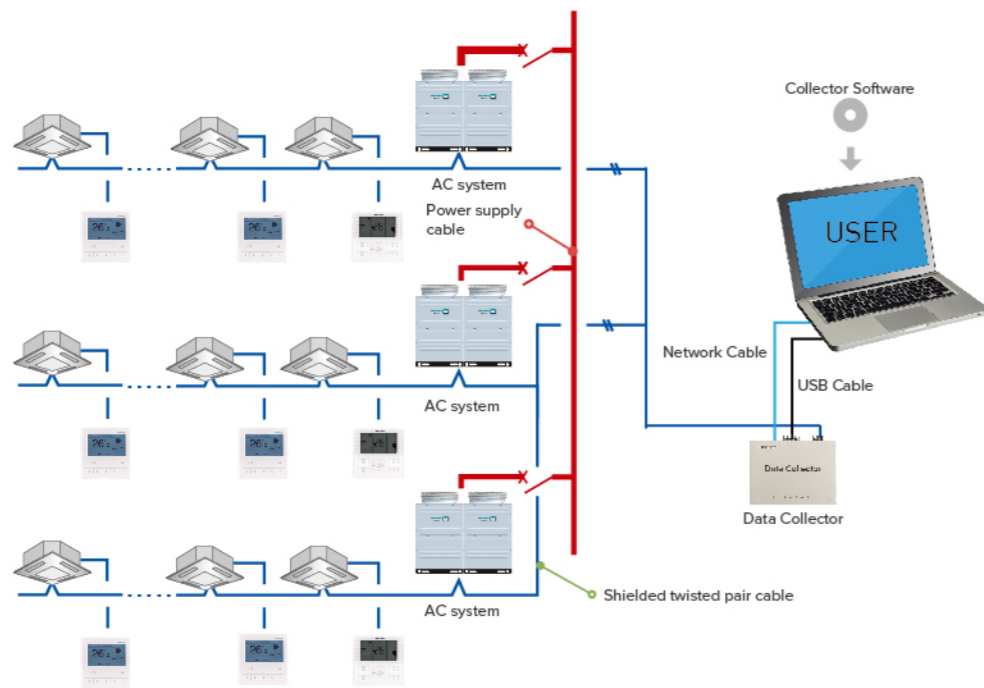 Collector Software
AC system
Power supply
cable
USER
Network Cable
USB Cable
AC system
Data Collector
Data Collector
Shielded twisted pair cable
AC system